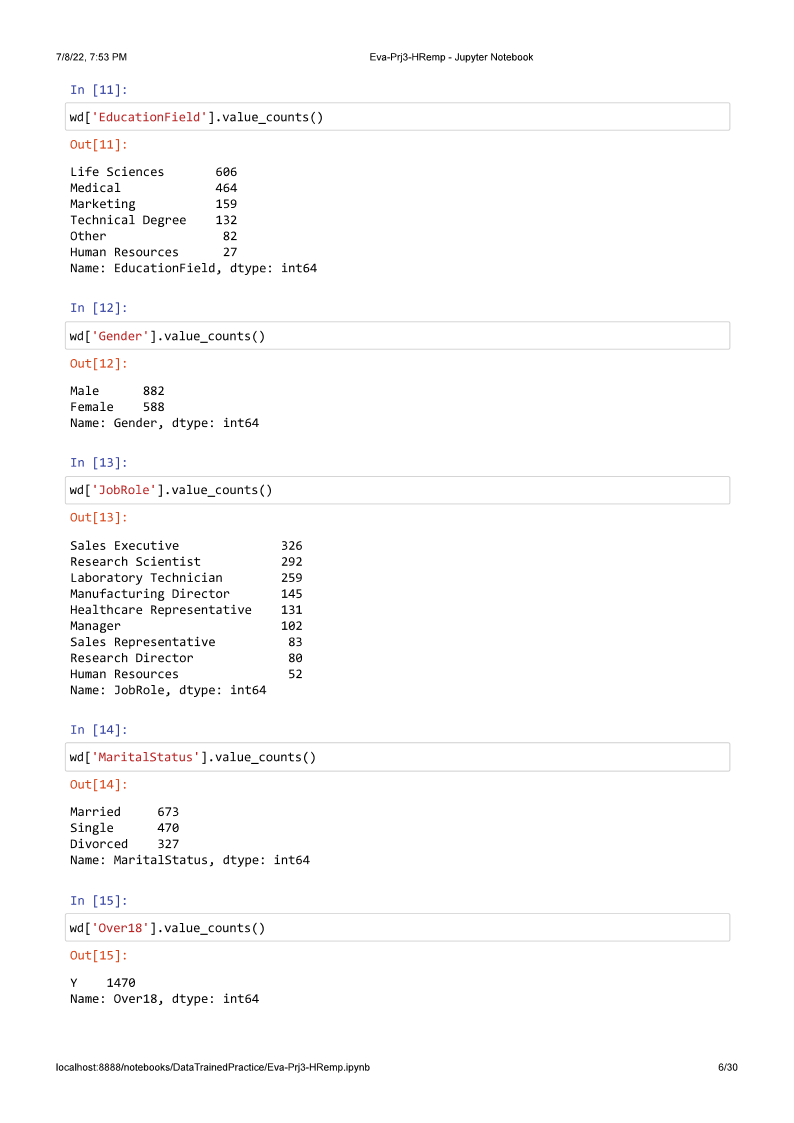 7/8/22, 7:53 PM Eva-Prj3-HRemp - Jupyter Notebook
In [11]:
wd['EducationField'].value_counts()
Out[11]:
Life Sciences       606
Medical             464
Marketing           159
Technical Degree    132
Other                82
Human Resources      27
Name: EducationField, dtype: int64
In [12]:
wd['Gender'].value_counts()
Out[12]:
Male      882
Female    588
Name: Gender, dtype: int64
In [13]:
wd['JobRole'].value_counts()
Out[13]:
Sales Executive              326
Research Scientist           292
Laboratory Technician        259
Manufacturing Director       145
Healthcare Representative    131
Manager                      102
Sales Representative          83
Research Director             80
Human Resources               52
Name: JobRole, dtype: int64
In [14]:
wd['MaritalStatus'].value_counts()
Out[14]:
Married     673
Single      470
Divorced    327
Name: MaritalStatus, dtype: int64
In [15]:
wd['Over18'].value_counts()
Out[15]:
Y    1470
Name: Over18, dtype: int64
localhost:8888/notebooks/DataTrainedPractice/Eva-Prj3-HRemp.ipynb 6/30